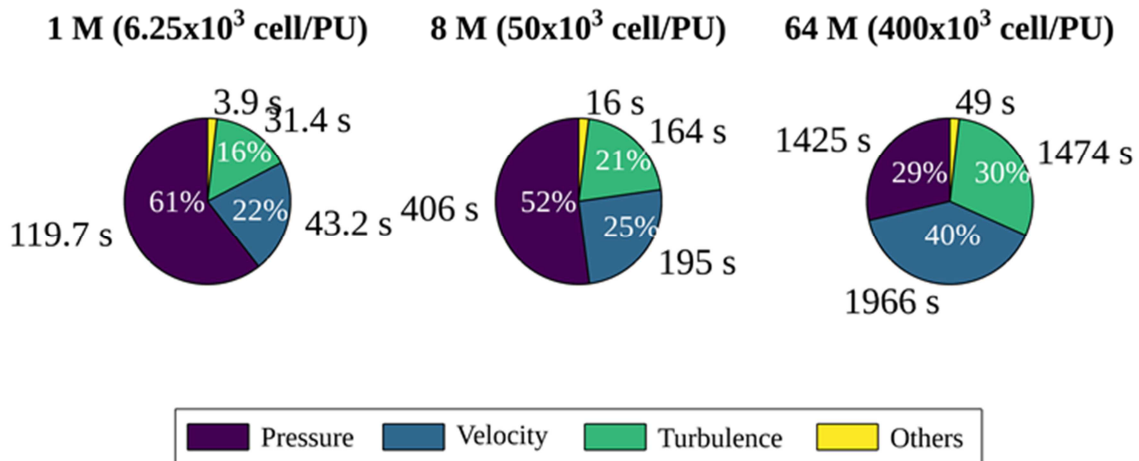 1 M (6.25x10³ cell/PU)
3.9 s
31.4 s
16%
61%
22%
43.2 s
119.7 s
8 M (50x10³ cell/PU)
16 s
164 s
21%
52%
406 s
25%
195 s
64 M (400x10³ cell/PU)
49 s
1425 s
1474 s
29%
30%
40%
1966 s
Pressure
Velocity
Turbulence
Others